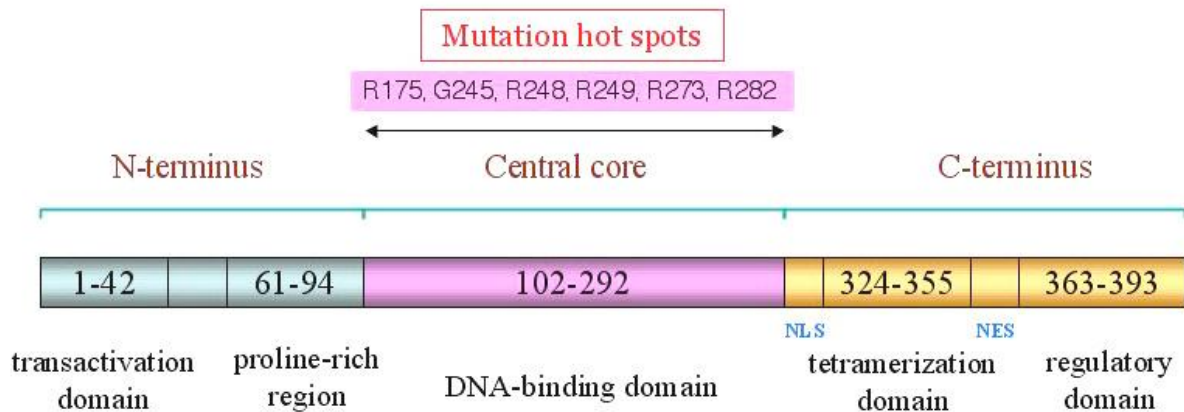 Mutation hot spots
R175, G245, R248, R249, R273, R282
N-terminus Central core C-terminus
1-42 61-94 102-292 324-355 363-393
NLS NES
transactivation domain
proline-rich region
DNA-binding domain
tetramerization domain
regulatory domain